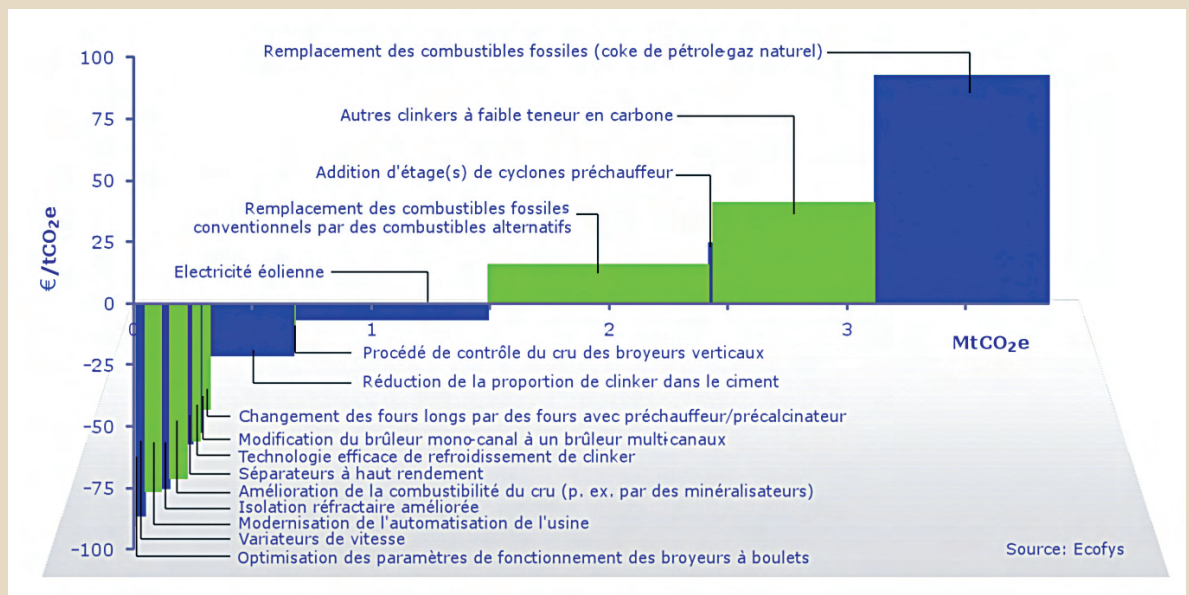 100
75
50
25
0
-25
-50
-75
-100
€/tCO₂e
0
1
2
3
MtCO₂e
Remplacement des combustibles fossiles (coke de pétrole-gaz naturel)
Autres clinkers à faible teneur en carbone
Addition d'étage(s) de cyclones préchauffeur
Remplacement des combustibles fossiles
conventionnels par des combustibles alternatifs
Electricité éolienne
Procédé de contrôle du cru des broyeurs verticaux
Réduction de la proportion de clinker dans le ciment
Changement des fours longs par des fours avec préchauffeur/précalcinateur
Modification du brûleur mono-canal à un brûleur multi-canaux
Technologie efficace de refroidissement de clinker
Séparateurs à haut rendement
Amélioration de la combustibilité du cru (p. ex. par des minéralisateurs)
Isolation réfractaire améliorée
Modernisation de l'automatisation de l'usine
Variateurs de vitesse
Optimisation des paramètres de fonctionnement des broyeurs à boulets
Source: Ecofys